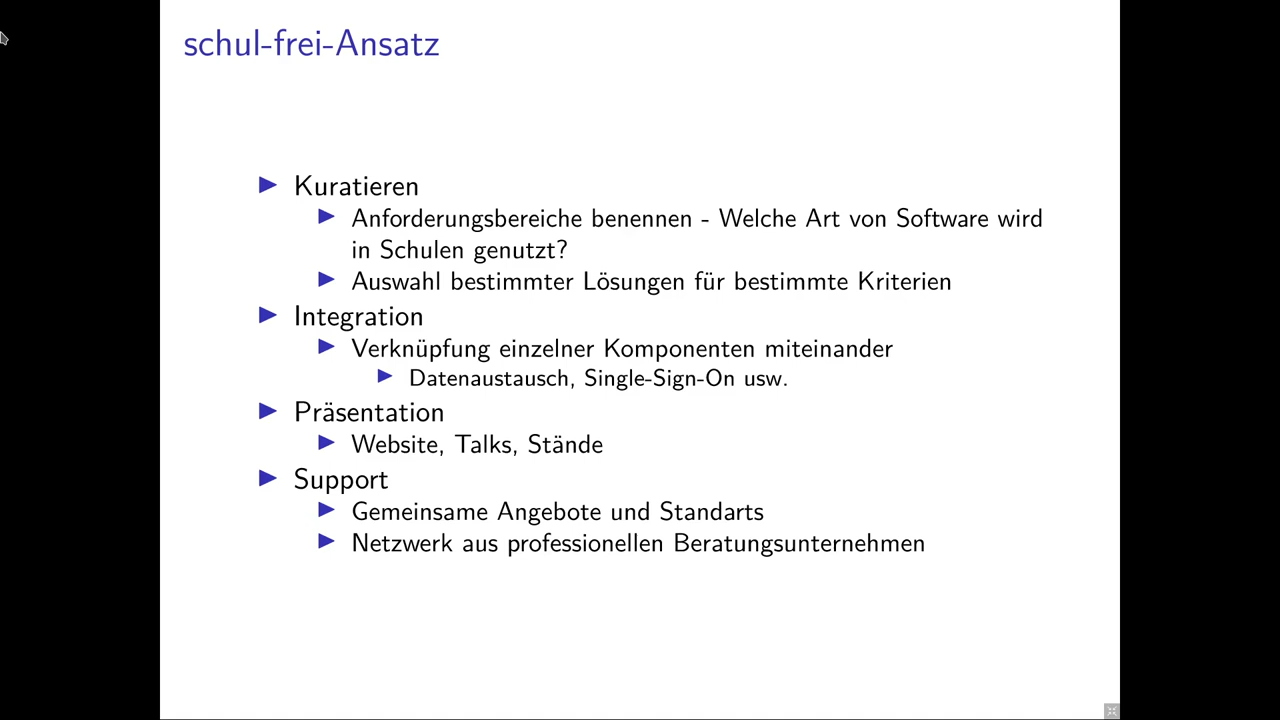 schul-frei-Ansatz
Kuratieren
Anforderungsbereiche benennen - Welche Art von Software wird
in Schulen genutzt?
Auswahl bestimmter Lösungen für bestimmte Kriterien
Integration
Verknüpfung einzelner Komponenten miteinander
Datenaustausch, Single-Sign-On usw.
Präsentation
Website, Talks, Stände
Support
Gemeinsame Angebote und Standarts
Netzwerk aus professionellen Beratungsunternehmen